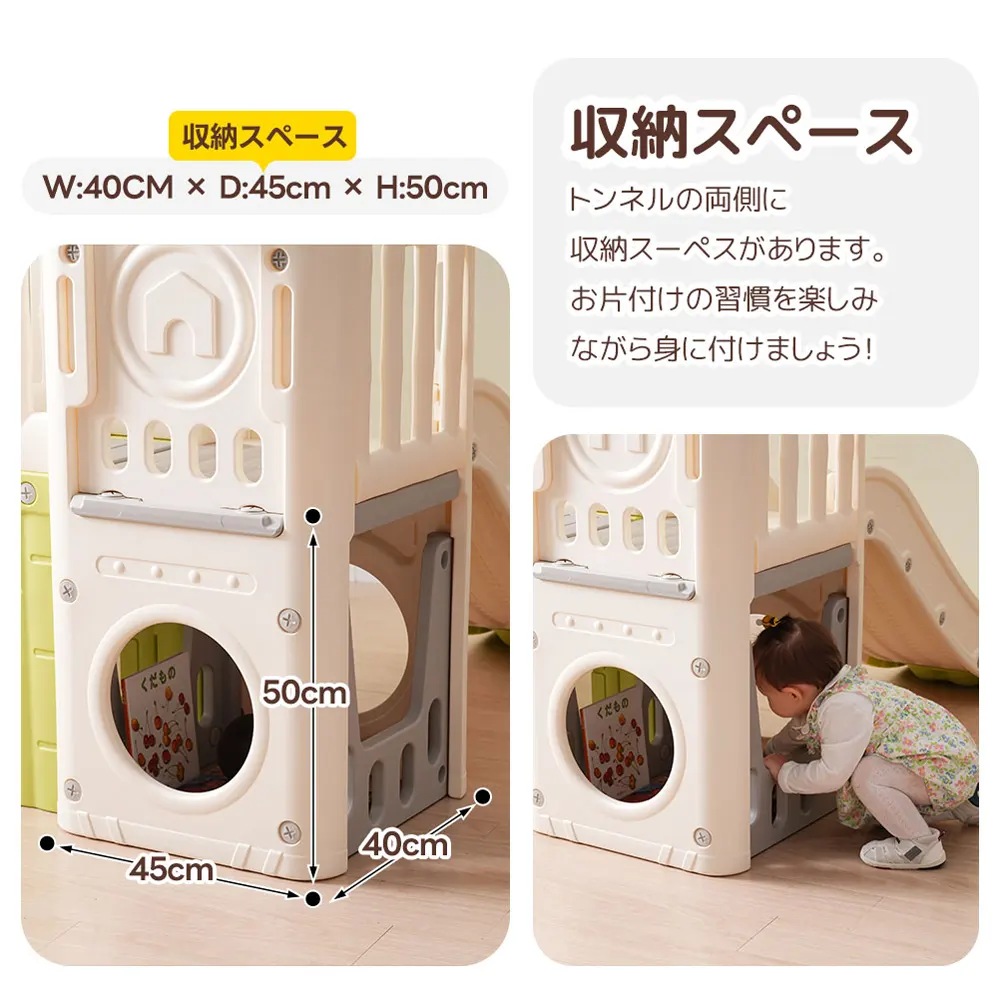 収納スペース
W:40CM × D:45cm × H:50cm
収納スペース
トンネルの両側に
収納スーペスがあります。
お片付けの習慣を楽しみ
ながら身に付けましょう!
くだもの
50cm
45cm
40cm
くだもの